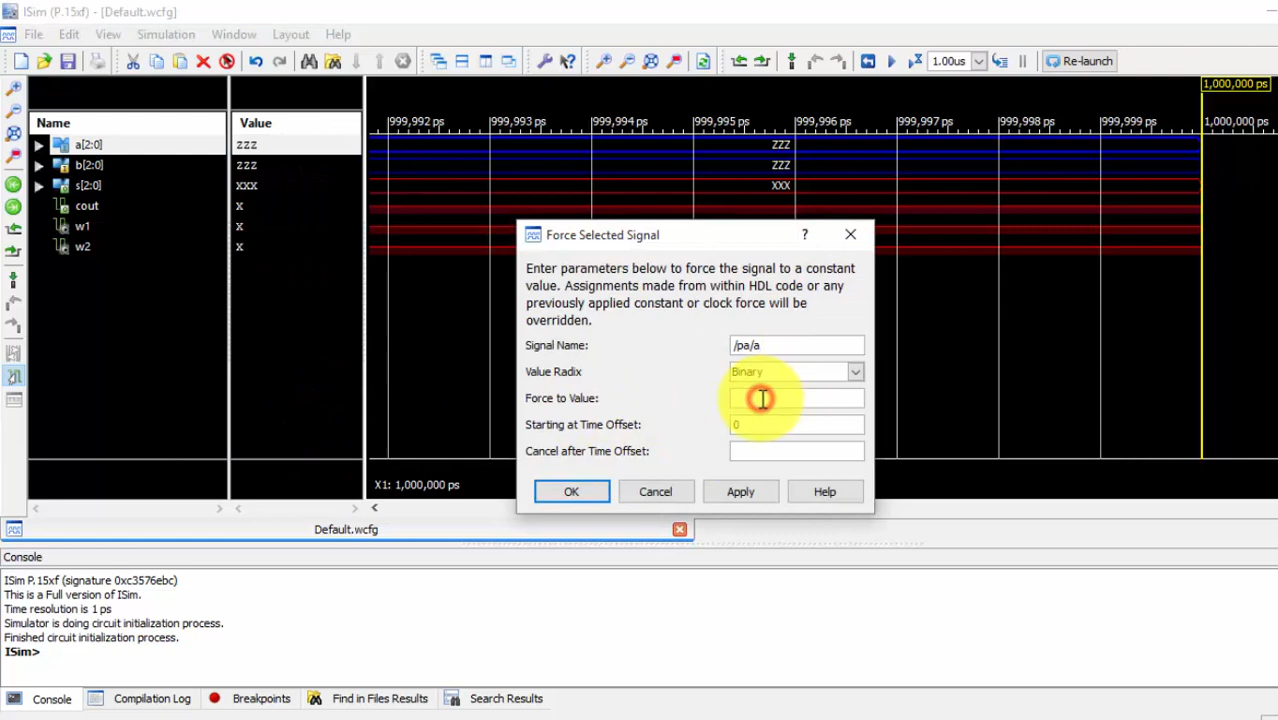 ISim (P.15xf) - [Default.wcfg]
File Edit View Simulation Window Layout Help
1.00us Re-launch
1,000,000 ps
Name Value
999,992 ps 999,993 ps 999,994 ps 999,995 ps 999,996 ps 999,997 ps 999,998 ps 999,999 ps 1,000,000 ps
a[2:0] zzz ZZZ
b[2:0] zzz ZZZ
s[2:0] xxx XXX
cout x
w1 x
w2 x
Force Selected Signal
Enter parameters below to force the signal to a constant
value. Assignments made from within HDL code or any
previously applied constant or clock force will be
overridden.
Signal Name: /pa/a
Value Radix Binary
Force to Value:
Starting at Time Offset: 0
Cancel after Time Offset:
OK Cancel Apply Help
X1: 1,000,000 ps
Default.wcfg
Console
ISim P.15xf (signature 0xc3576ebc)
This is a Full version of ISim.
Time resolution is 1 ps
Simulator is doing circuit initialization process.
Finished circuit initialization process.
ISim>
Console Compilation Log Breakpoints Find in Files Results Search Results